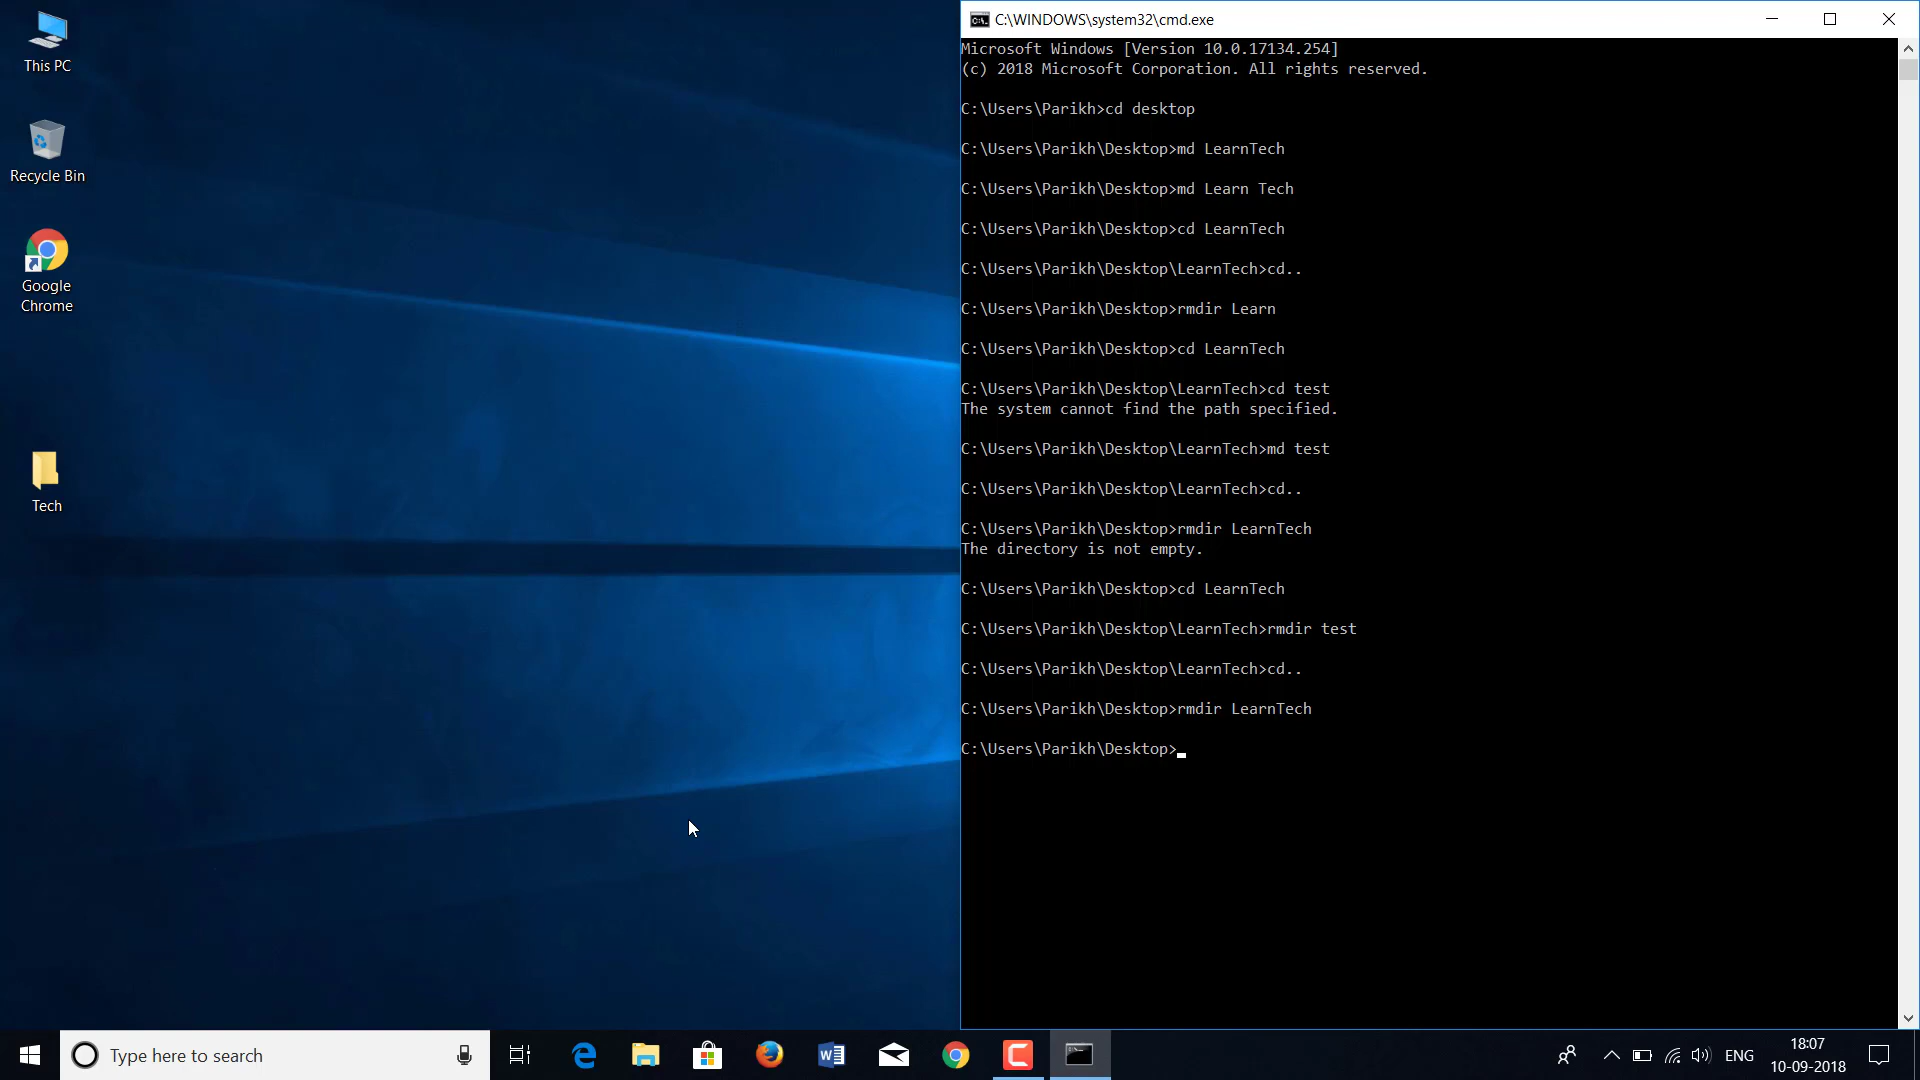 This PC
Recycle Bin
Google
Chrome
Tech
C:\WINDOWS\system32\cmd.exe
Microsoft Windows [Version 10.0.17134.254]
(c) 2018 Microsoft Corporation. All rights reserved.
C:\Users\Parikh>cd desktop
C:\Users\Parikh\Desktop>md LearnTech
C:\Users\Parikh\Desktop>md Learn Tech
C:\Users\Parikh\Desktop>cd LearnTech
C:\Users\Parikh\Desktop\LearnTech>cd..
C:\Users\Parikh\Desktop>rmdir Learn
C:\Users\Parikh\Desktop>cd LearnTech
C:\Users\Parikh\Desktop\LearnTech>cd test
The system cannot find the path specified.
C:\Users\Parikh\Desktop\LearnTech>md test
C:\Users\Parikh\Desktop\LearnTech>cd..
C:\Users\Parikh\Desktop>rmdir LearnTech
The directory is not empty.
C:\Users\Parikh\Desktop>cd LearnTech
C:\Users\Parikh\Desktop\LearnTech>rmdir test
C:\Users\Parikh\Desktop\LearnTech>cd..
C:\Users\Parikh\Desktop>rmdir LearnTech
C:\Users\Parikh\Desktop>
Type here to search
ENG
18:07
10-09-2018